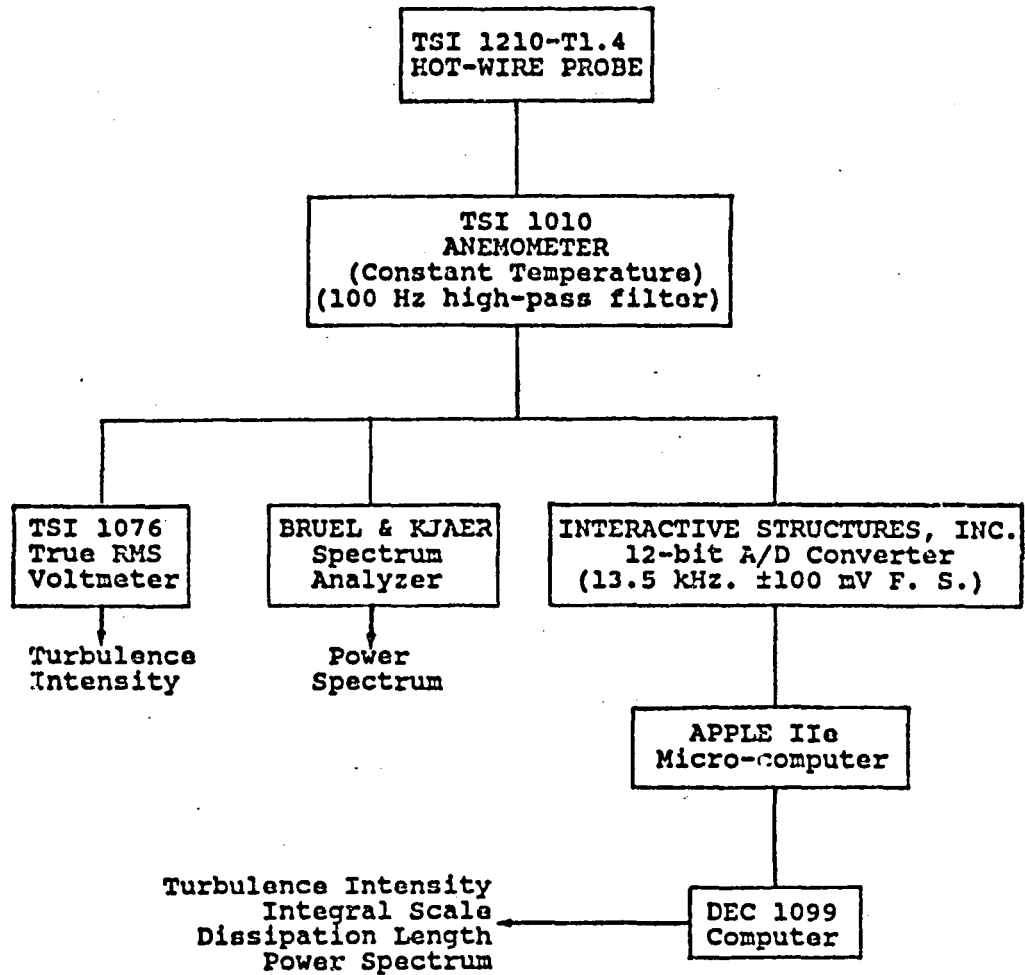 TSI 1210-T1.4
HOT-WIRE PROBE
TSI 1010
ANEMOMETER
(Constant Temperature)
(100 Hz high-pass filter)
TSI 1076
True RMS
Voltmeter
BRUEL & KJAER
Spectrum
Analyzer
INTERACTIVE STRUCTURES, INC.
12-bit A/D Converter
(13.5 kHz. ±100 mV F. S.)
Turbulence
Intensity
Power
Spectrum
APPLE IIe
Micro-computer
Turbulence Intensity
Integral Scale
Dissipation Length
Power Spectrum
DEC 1099
Computer